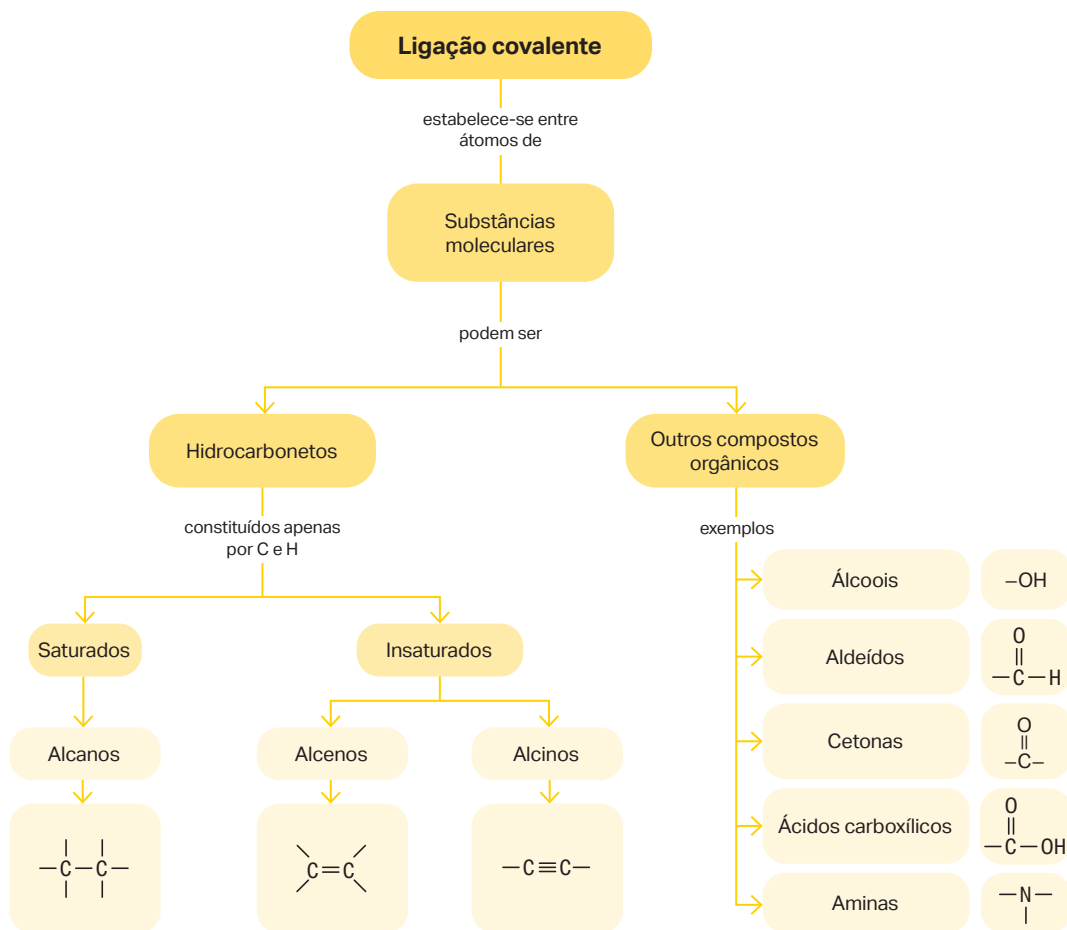 Ligação covalente
estabelece-se entre
átomos de
Substâncias
moleculares
podem ser
Hidrocarbonetos
constituídos apenas
por C e H
Saturados
Insaturados
Alcanos
Alcenos
Alcinos
—C—C—
C=C
—C≡C—
Outros compostos
orgânicos
exemplos
Álcoois
–OH
Aldeídos
O
||
—C—H
Cetonas
O
||
–C–
Ácidos carboxílicos
O
||
—C—OH
Aminas
—N—
|